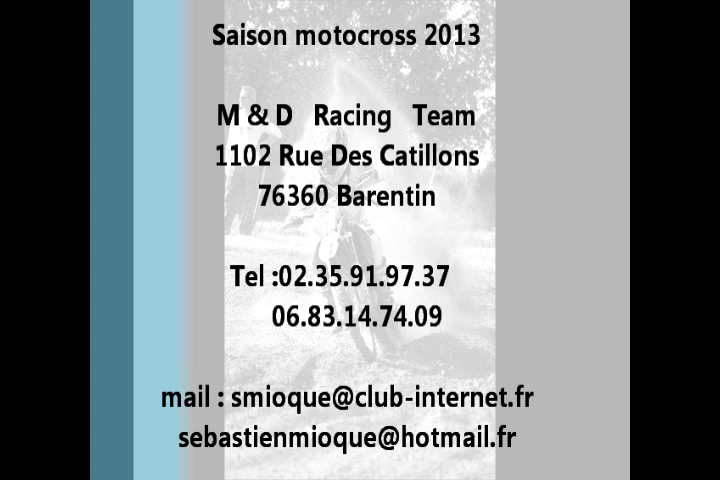 Saison motocross 2013
M & D Racing Team
1102 Rue Des Catillons
76360 Barentin
Tel :02.35.91.97.37
06.83.14.74.09
mail : smioque@club-internet.fr
sebastienmioque@hotmail.fr